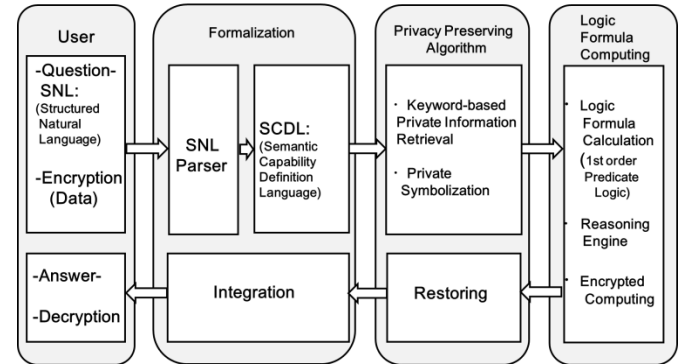 User
-Question-
SNL:
(Structured
Natural
Language)
-Encryption
(Data)
-Answer-
-Decryption
Formalization
SNL
Parser
SCDL:
(Semantic
Capability
Definition
Language)
Integration
Privacy Preserving
Algorithm
· Keyword-based
Private Information
Retrieval
· Private
Symbolization
Restoring
Logic
Formula
Computing
• Logic
Formula
Calculation
(1st order
Predicate
Logic)
• Reasoning
Engine
• Encrypted
Computing